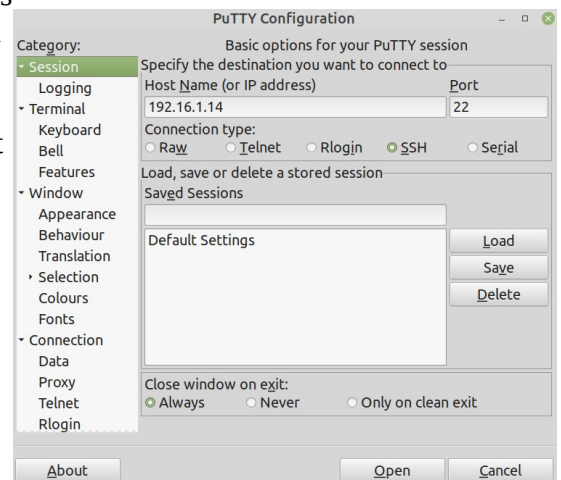 s
PuTTY Configuration
Category:
Session
Logging
Terminal
Keyboard
Bell
Features
Window
Appearance
Behaviour
Translation
Selection
Colours
Fonts
Connection
Data
Proxy
Telnet
Rlogin
Basic options for your PuTTY session
Specify the destination you want to connect to
Host Name (or IP address) Port
192.16.1.14 22
Connection type:
Raw Telnet Rlogin SSH Serial
Load, save or delete a stored session
Saved Sessions
Default Settings
Load
Save
Delete
Close window on exit:
Always Never Only on clean exit
About Open Cancel